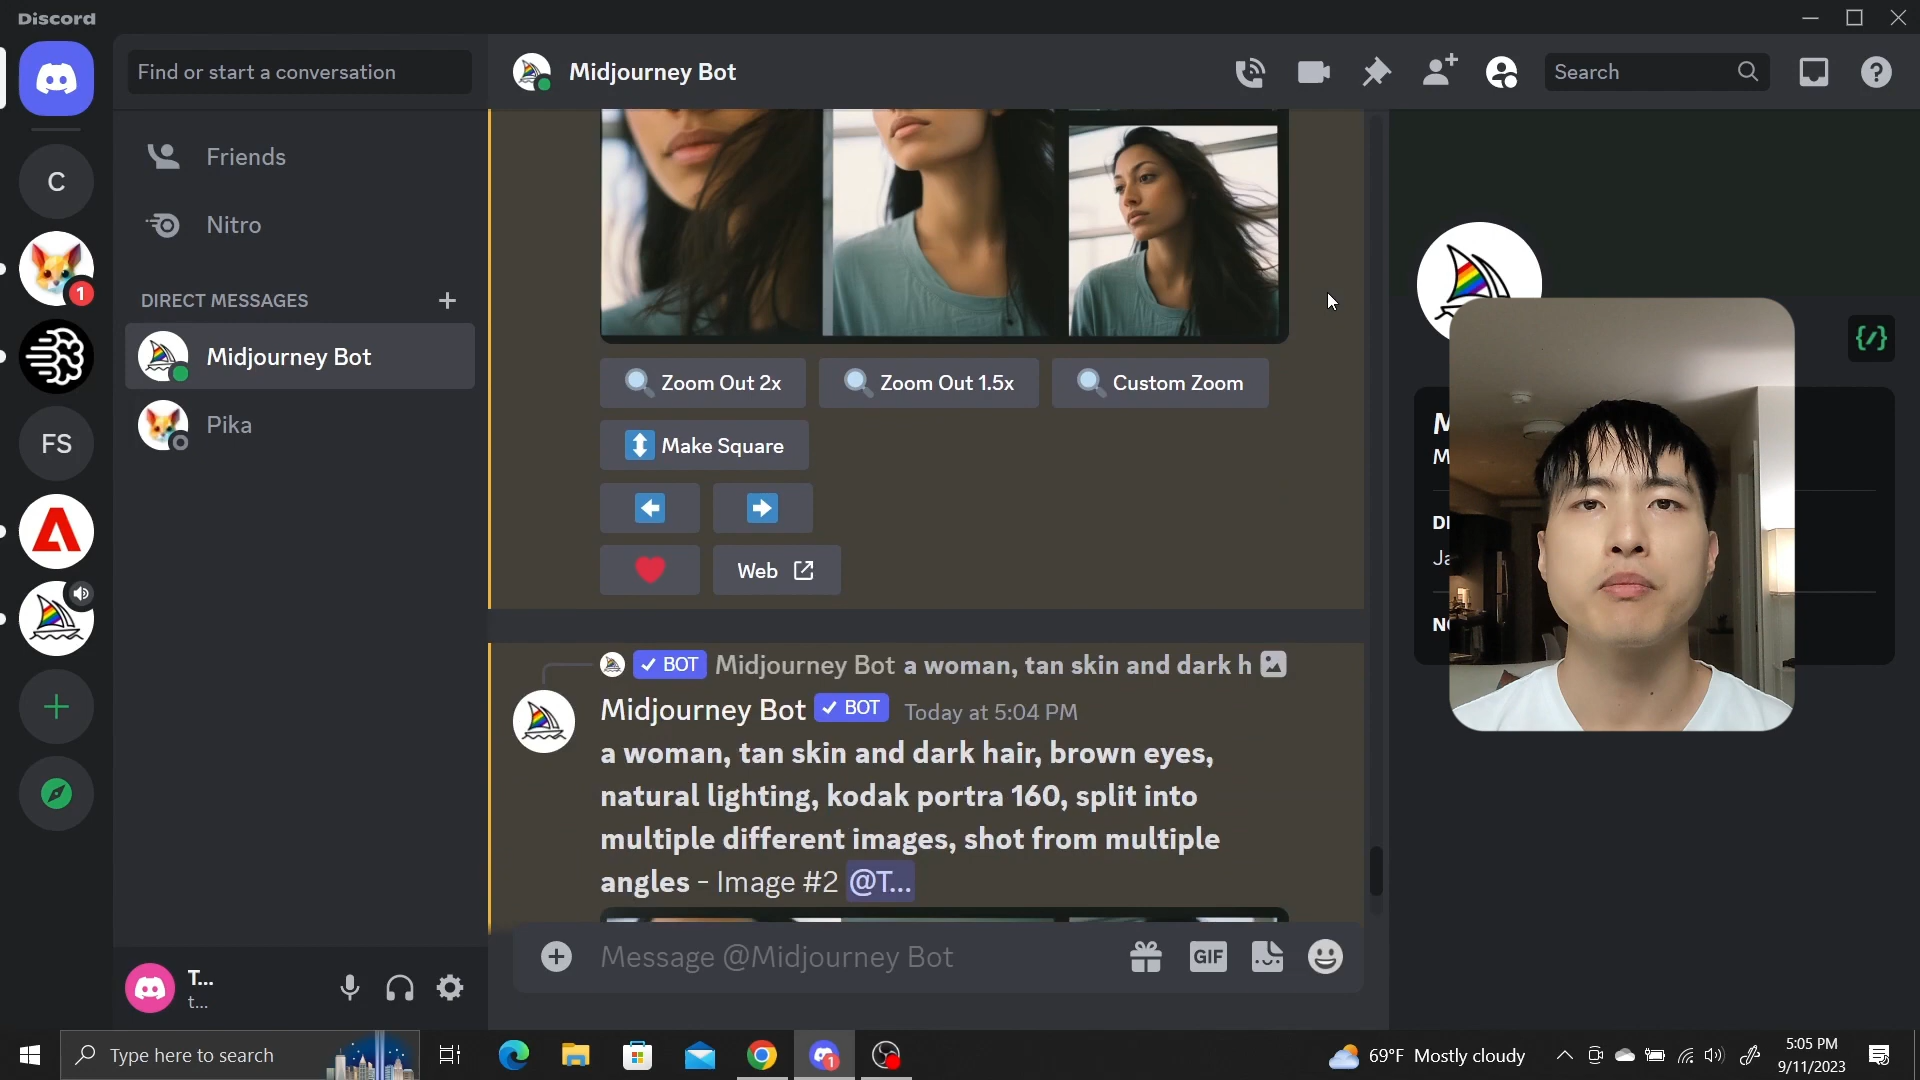 Discord
Find or start a conversation
Midjourney Bot
Search
Friends
C
Nitro
1
DIRECT MESSAGES
Midjourney Bot
Zoom Out 2x
Zoom Out 1.5x
Custom Zoom
Pika
FS
Make Square
Web
BOT Midjourney Bot a woman, tan skin and dark h
Midjourney Bot BOT Today at 5:04 PM
a woman, tan skin and dark hair, brown eyes,
natural lighting, kodak portra 160, split into
multiple different images, shot from multiple
angles - Image #2 @T...
Message @Midjourney Bot
GIF
T...
t...
Type here to search
1
69°F Mostly cloudy
5:05 PM
9/11/2023